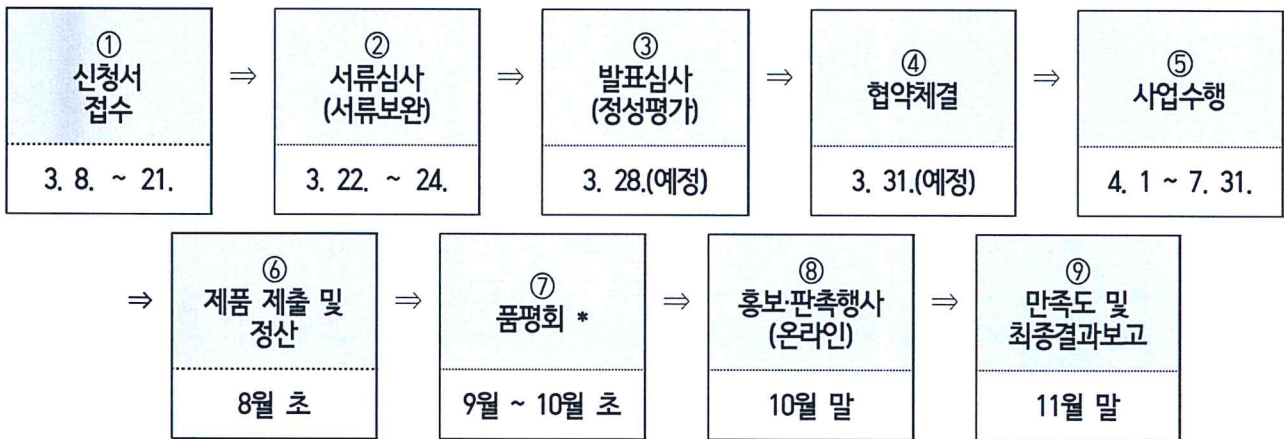 ①
신청서
접수
3. 8. ~ 21.
⇒
②
서류심사
(서류보완)
3. 22. ~ 24.
⇒
③
발표심사
(정성평가)
3. 28.(예정)
⇒
④
협약체결
3. 31.(예정)
⇒
⑤
사업수행
4. 1 ~ 7. 31.
⇒
⑥
제품 제출 및
정산
8월 초
⇒
⑦
품평회 *
9월 ~ 10월 초
⇒
⑧
홍보·판촉행사
(온라인)
10월 말
⇒
⑨
만족도 및
최종결과보고
11월 말